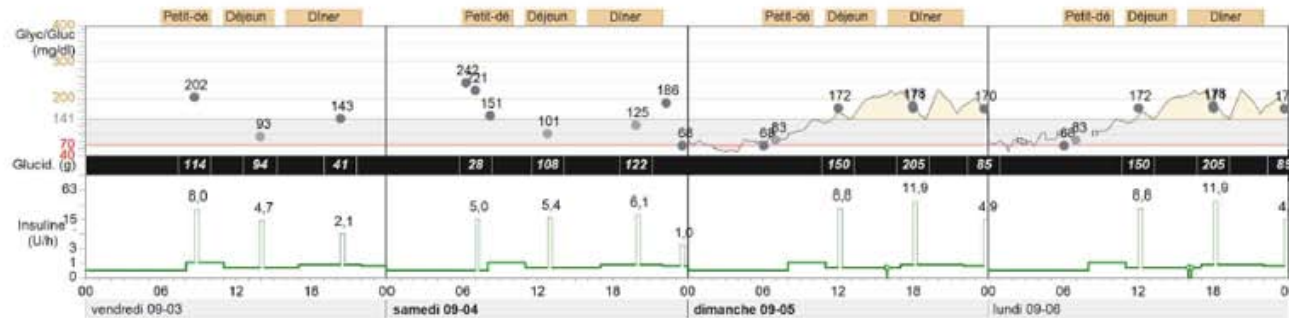 Petit-dé Déjeun Dîner Petit-dé Déjeun Dîner Petit-dé Déjeun Dîner Petit-dé Déjeun Dîner
400
Glyc/Gluc
(mg/dl)
300
200
141
70
40
202 93 143 242 221 151 101 125 186 68 68 83 172 178 170 68 83 172 178 17
Glucid. (g) 114 94 41 28 108 122 150 205 85 150 205 85
63
15
Insuline
(U/h)
3
1
0
8,0 4,7 2,1 5,0 5,4 6,1 1,0 8,8 11,9 4,9 8,8 11,9 4,
00 06 12 18 00 06 12 18 00 06 12 18 00 06 12 18 0
vendredi 09-03 samedi 09-04 dimanche 09-05 lundi 09-06